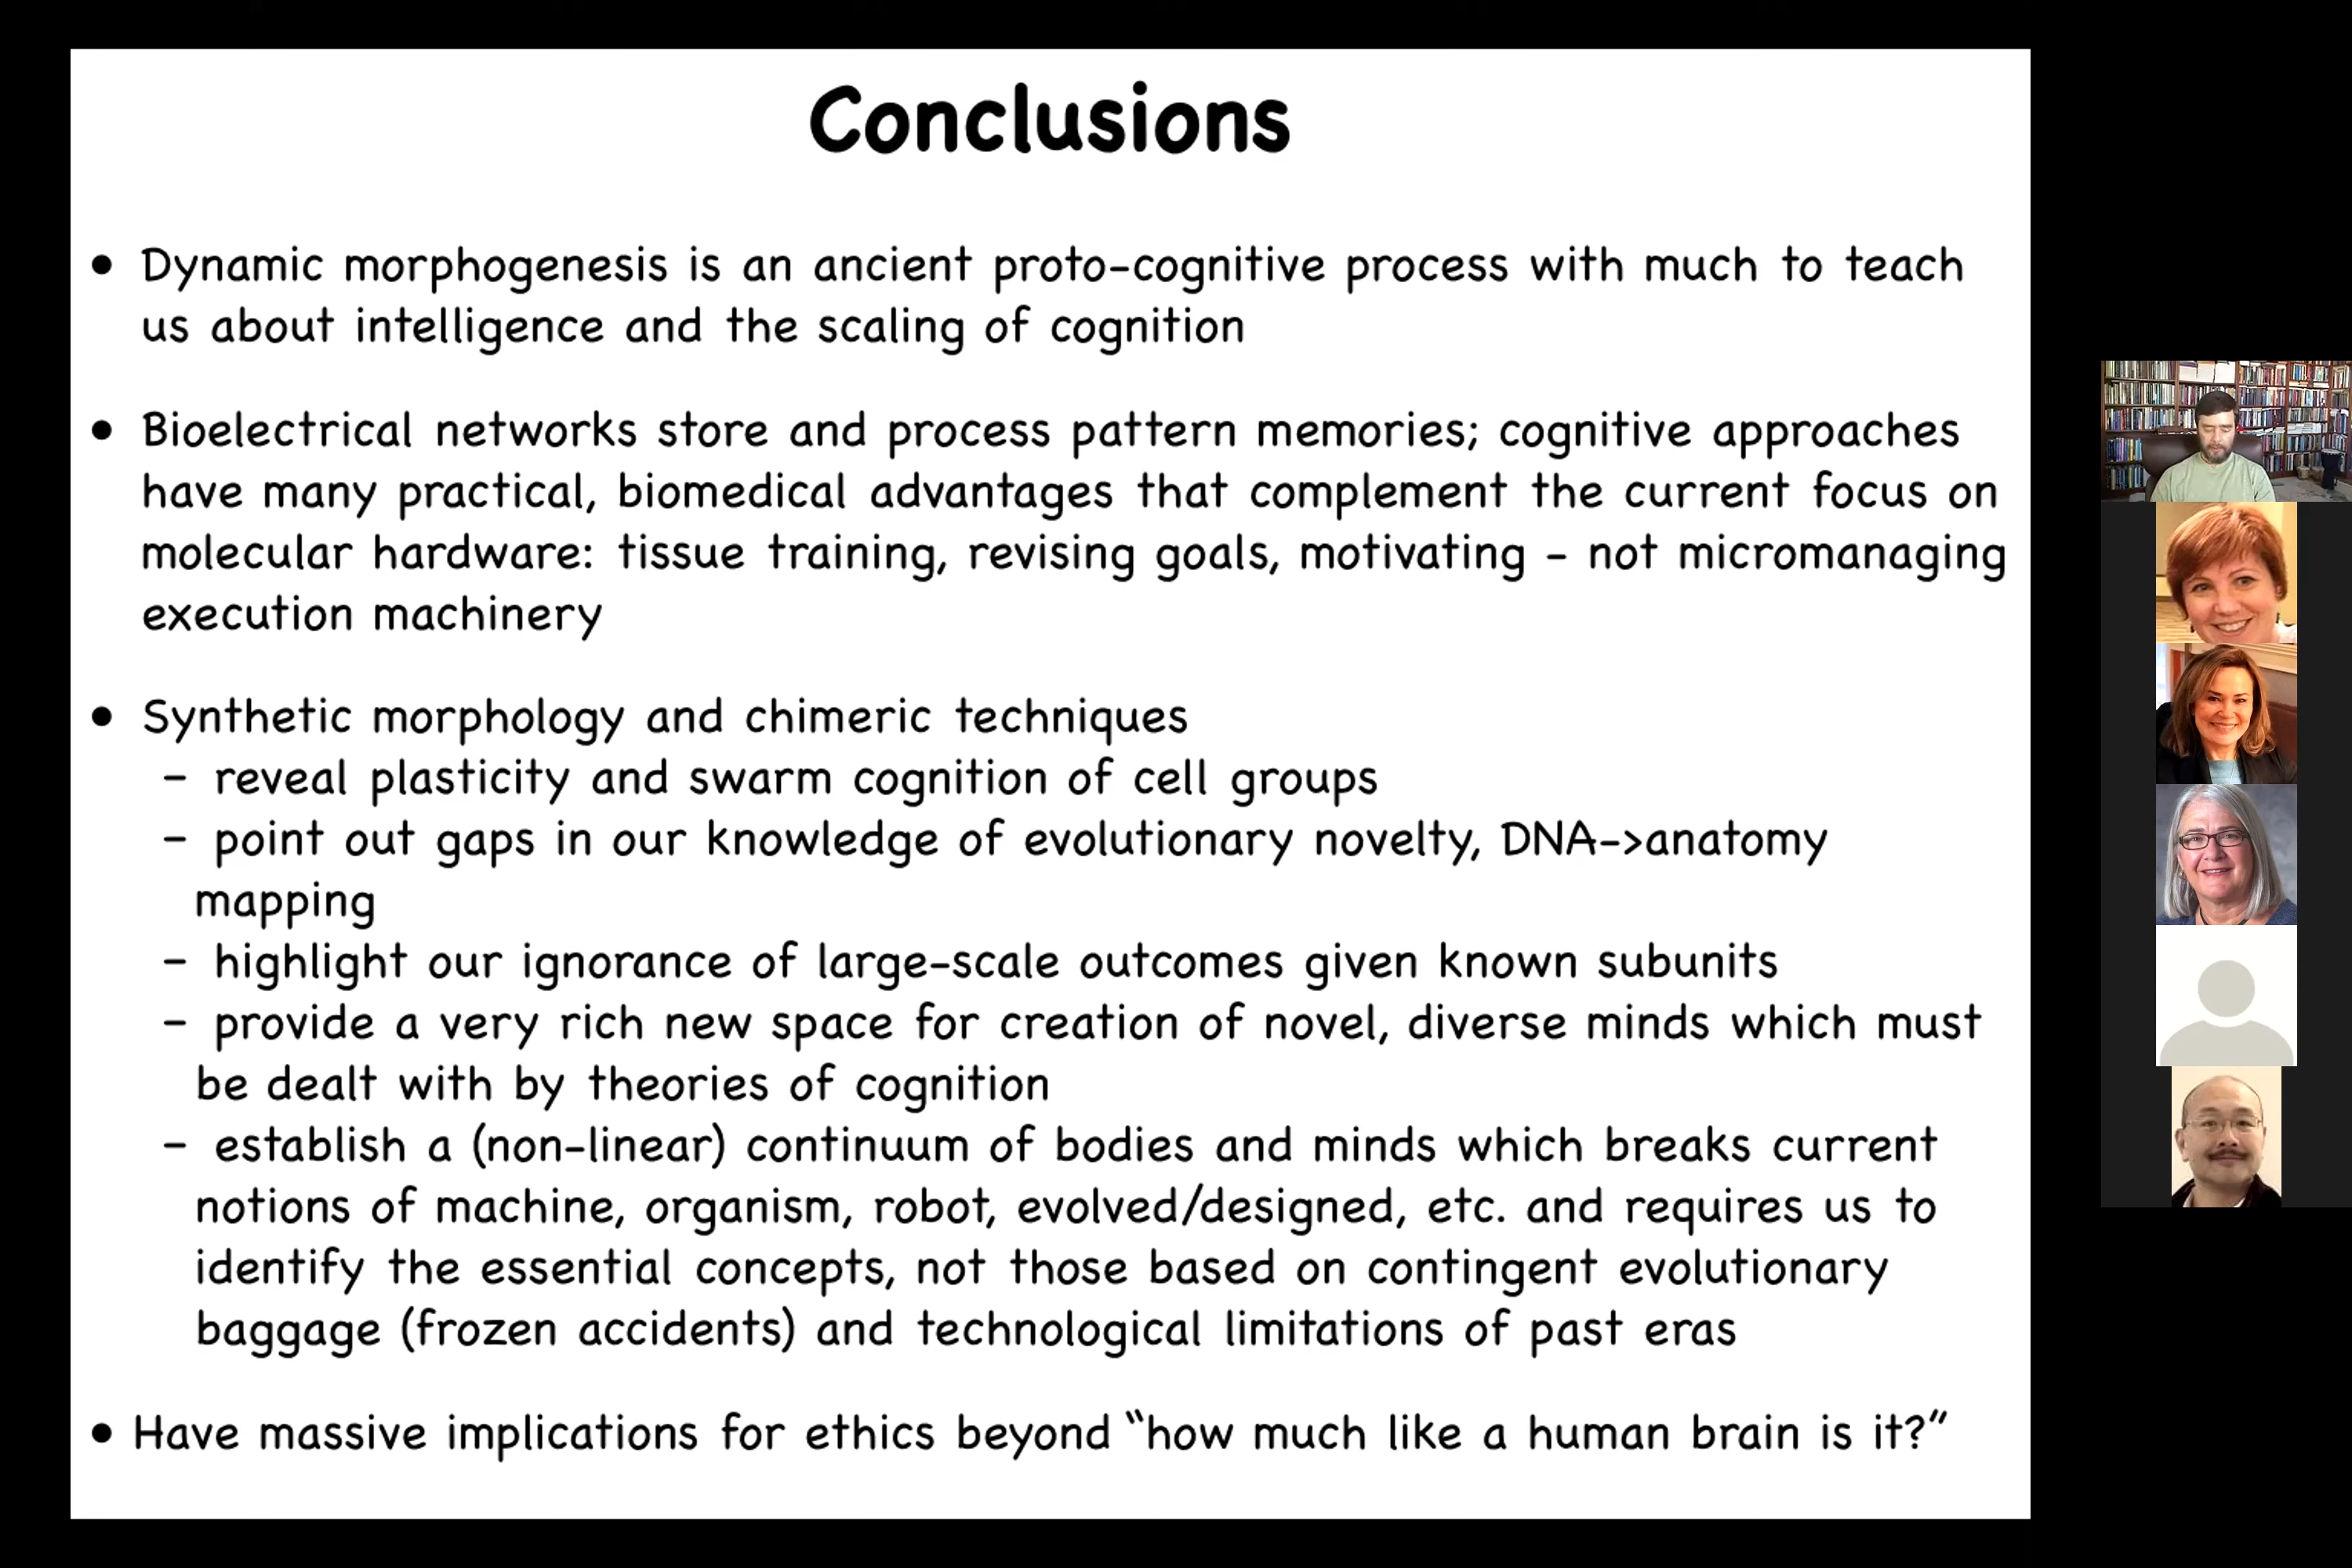 Conclusions
• Dynamic morphogenesis is an ancient proto-cognitive process with much to teach
us about intelligence and the scaling of cognition
• Bioelectrical networks store and process pattern memories; cognitive approaches
have many practical, biomedical advantages that complement the current focus on
molecular hardware: tissue training, revising goals, motivating - not micromanaging
execution machinery
• Synthetic morphology and chimeric techniques
- reveal plasticity and swarm cognition of cell groups
- point out gaps in our knowledge of evolutionary novelty, DNA->anatomy
mapping
- highlight our ignorance of large-scale outcomes given known subunits
- provide a very rich new space for creation of novel, diverse minds which must
be dealt with by theories of cognition
- establish a (non-linear) continuum of bodies and minds which breaks current
notions of machine, organism, robot, evolved/designed, etc. and requires us to
identify the essential concepts, not those based on contingent evolutionary
baggage (frozen accidents) and technological limitations of past eras
• Have massive implications for ethics beyond “how much like a human brain is it?”